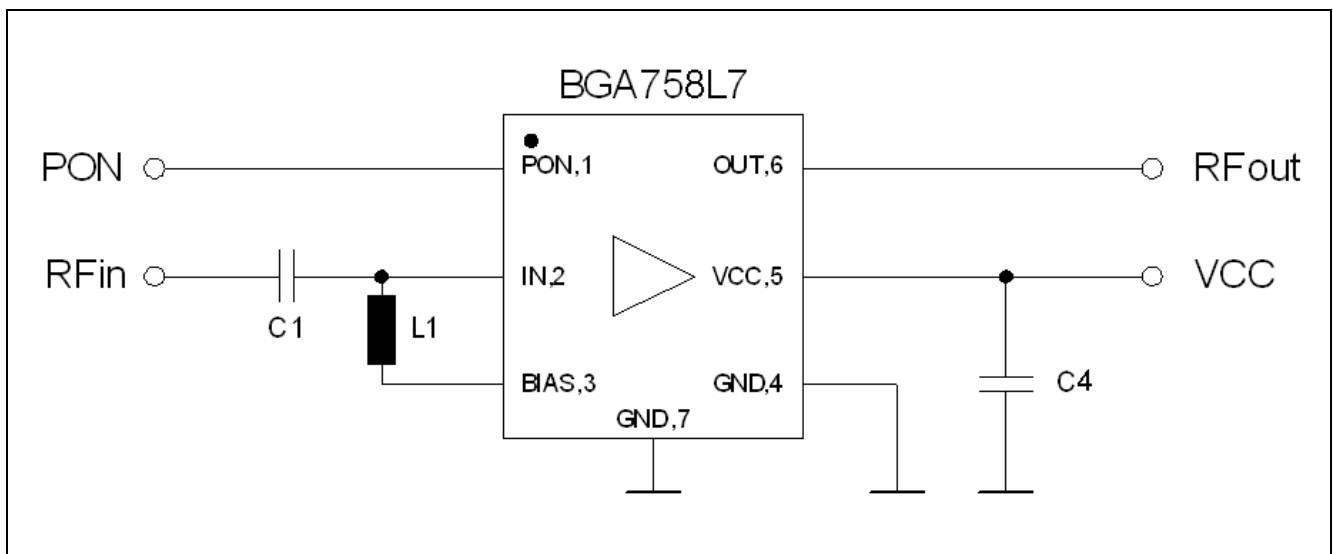 BGA758L7
PON
PON,1
OUT,6
RFout
RFin
C1
L1
IN,2
VCC,5
VCC
BIAS,3
GND,4
C4
GND,7